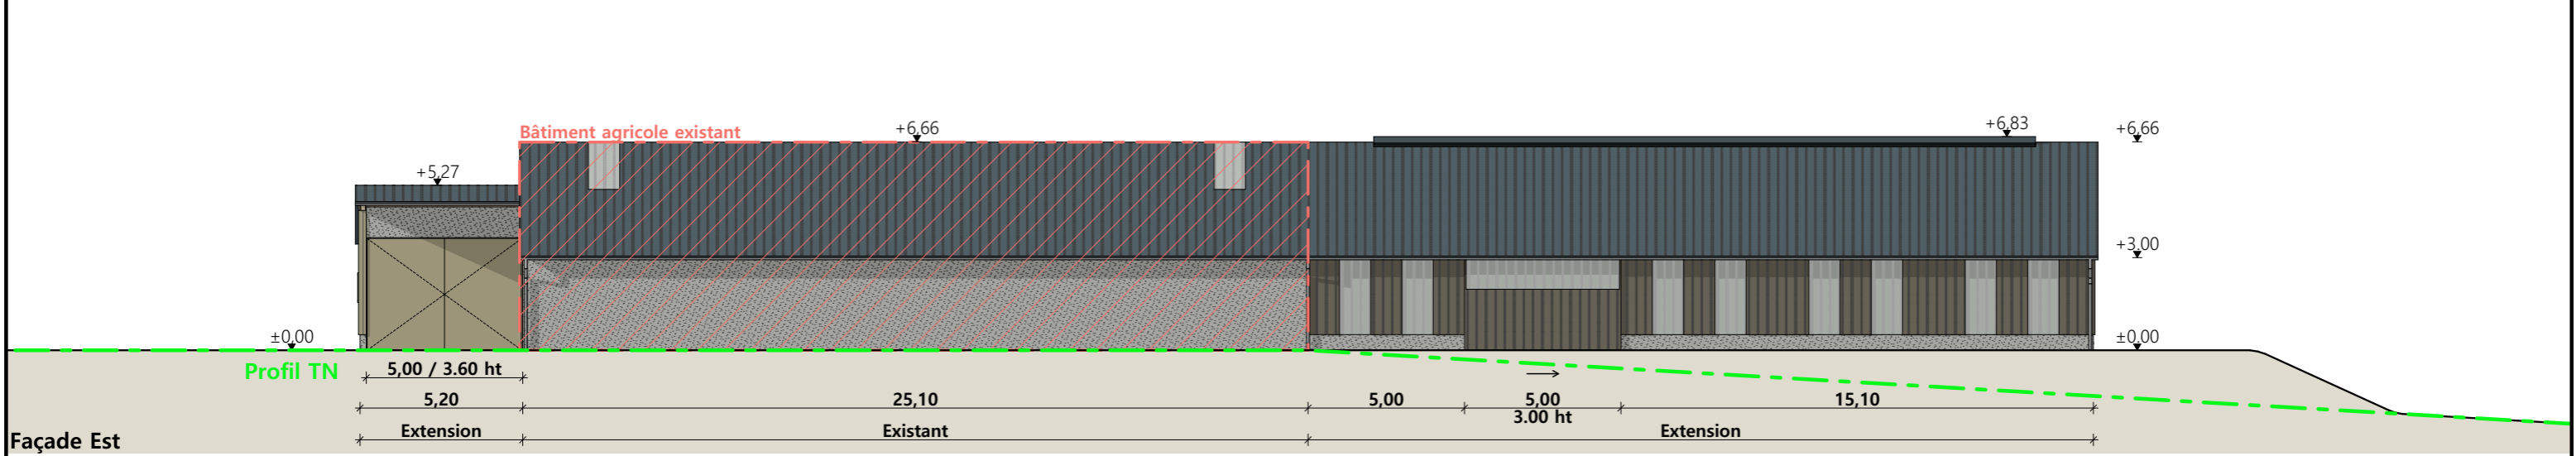 Bâtiment agricole existant
+6,66
+6,83
+6,66
+5,27
+3,00
±0,00
±0,00
Profil TN
5,00 / 3.60 ht
5,20
25,10
5,00
5,00
3.00 ht
15,10
Extension
Existant
Extension
Façade Est